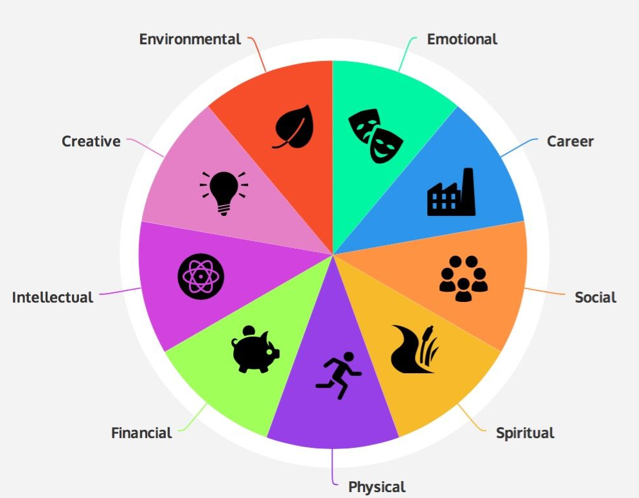 Environmental
Emotional
Creative
Career
Intellectual
Social
Financial
Spiritual
Physical